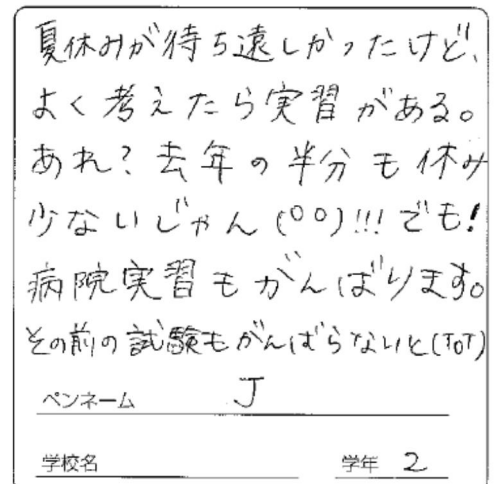 夏休みが待ち遠しかったけど、
よく考えたら実習がある。
あれ?去年の半分も休み
少ないじゃん(°°)!!!でも!
病院実習もがんばります。
その前の試験もがんばらないと(ToT)
ペンネーム J
学校名 学年 2